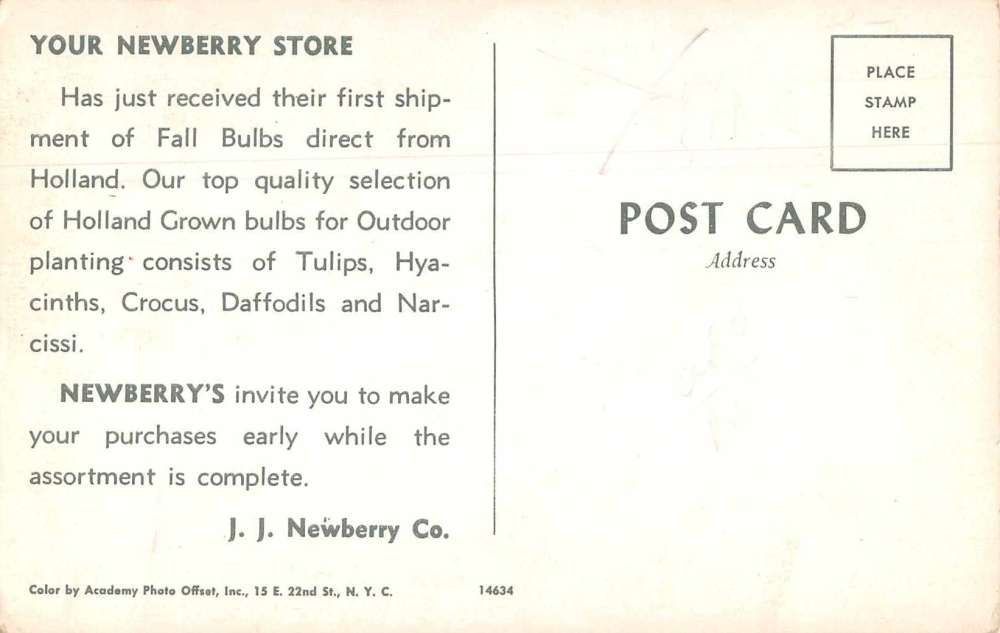 YOUR NEWBERRY STORE
Has just received their first ship-
ment of Fall Bulbs direct from
Holland. Our top quality selection
of Holland Grown bulbs for Outdoor
planting consists of Tulips, Hya-
cinths, Crocus, Daffodils and Nar-
cissi.
NEWBERRY'S invite you to make
your purchases early while the
assortment is complete.
J. J. Newberry Co.
Color by Academy Photo Offset, Inc., 15 E. 22nd St., N. Y. C.
14634
PLACE
STAMP
HERE
POST CARD
Address